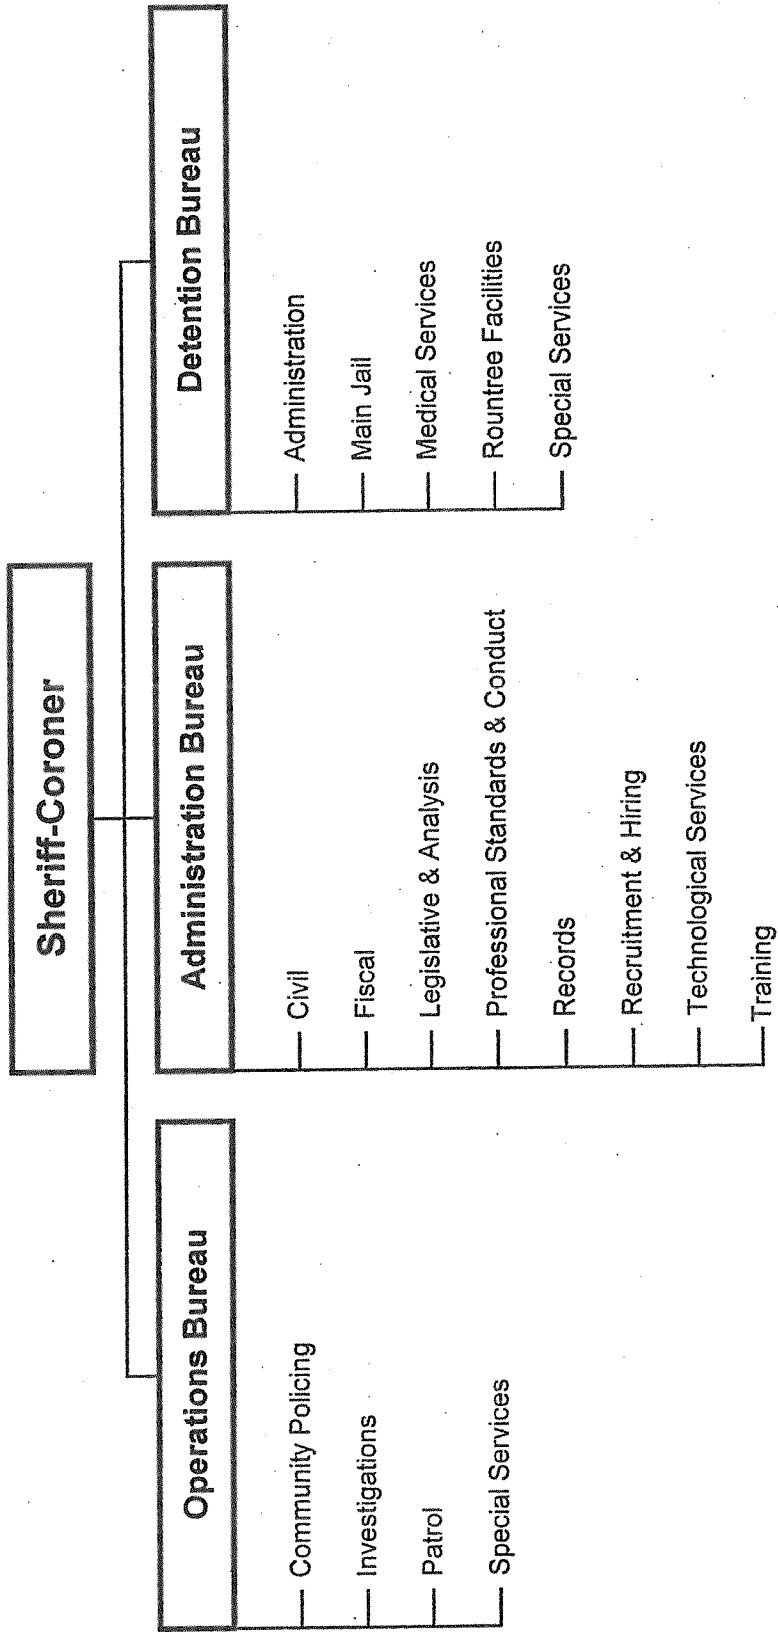 Sheriff-Coroner
Operations Bureau
Community Policing
Investigations
Patrol
Special Services
Administration Bureau
Civil
Fiscal
Legislative & Analysis
Professional Standards & Conduct
Records
Recruitment & Hiring
Technological Services
Training
Detention Bureau
Administration
Main Jail
Medical Services
Rountree Facilities
Special Services